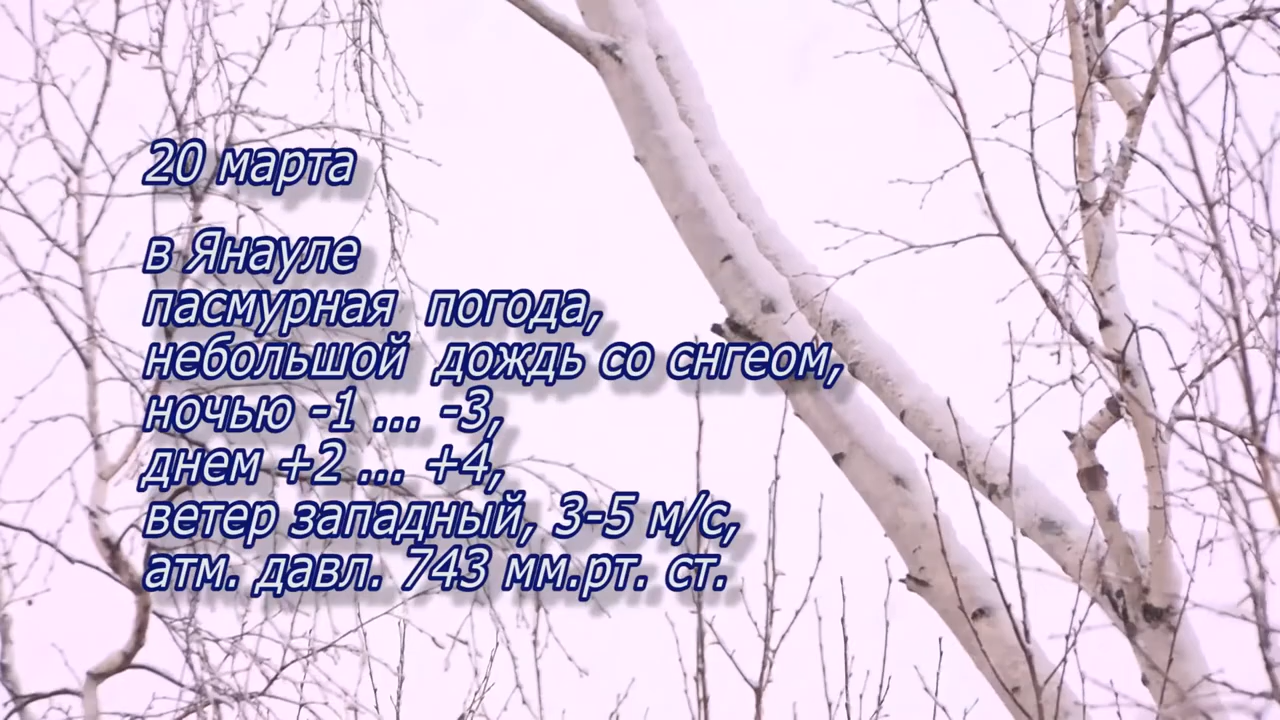 20 марта
в Янауле
пасмурная погода,
небольшой дождь со снгеом,
ночью -1 ... -3,
днем +2 ... +4,
ветер западный, 3-5 м/с,
атм. давл. 743 мм.рт. ст.